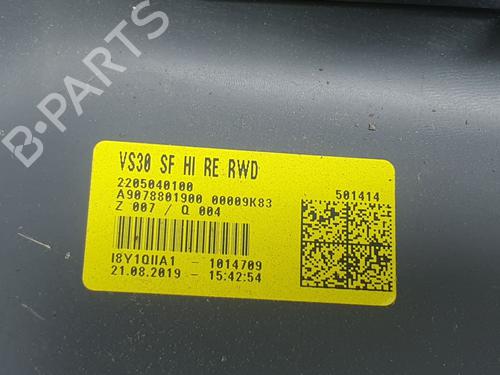 VS30 SF HI RE RWD
2205040100
A9078801900 00009K83
Z 007 / Q 004
501414
I8Y1QIIA1 - 1014709
21.08.2019 - 15:42:54
B-PARTS